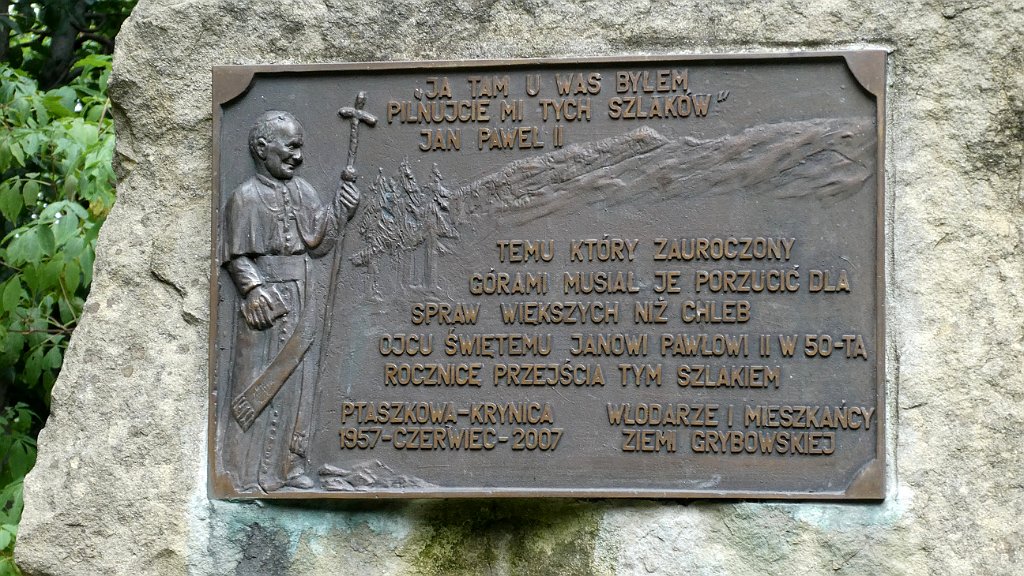 „JA TAM U WAS BYŁEM,
PILNUJCIE MI TYCH SZLAKÓW”
JAN PAWEŁ II
TEMU KTÓRY ZAUROCZONY
GÓRAMI MUSIAŁ JE PORZUCIĆ DLA
SPRAW WIĘKSZYCH NIŻ CHLEB
OJCU ŚWIĘTEMU JANOWI PAWŁOWI II W 50-TĄ
ROCZNICĘ PRZEJŚCIA TYM SZLAKIEM
PTASZKOWA-KRYNICA
1957-CZERWIEC-2007
WŁODARZE I MIESZKAŃCY
ZIEMI GRYBOWSKIEJ